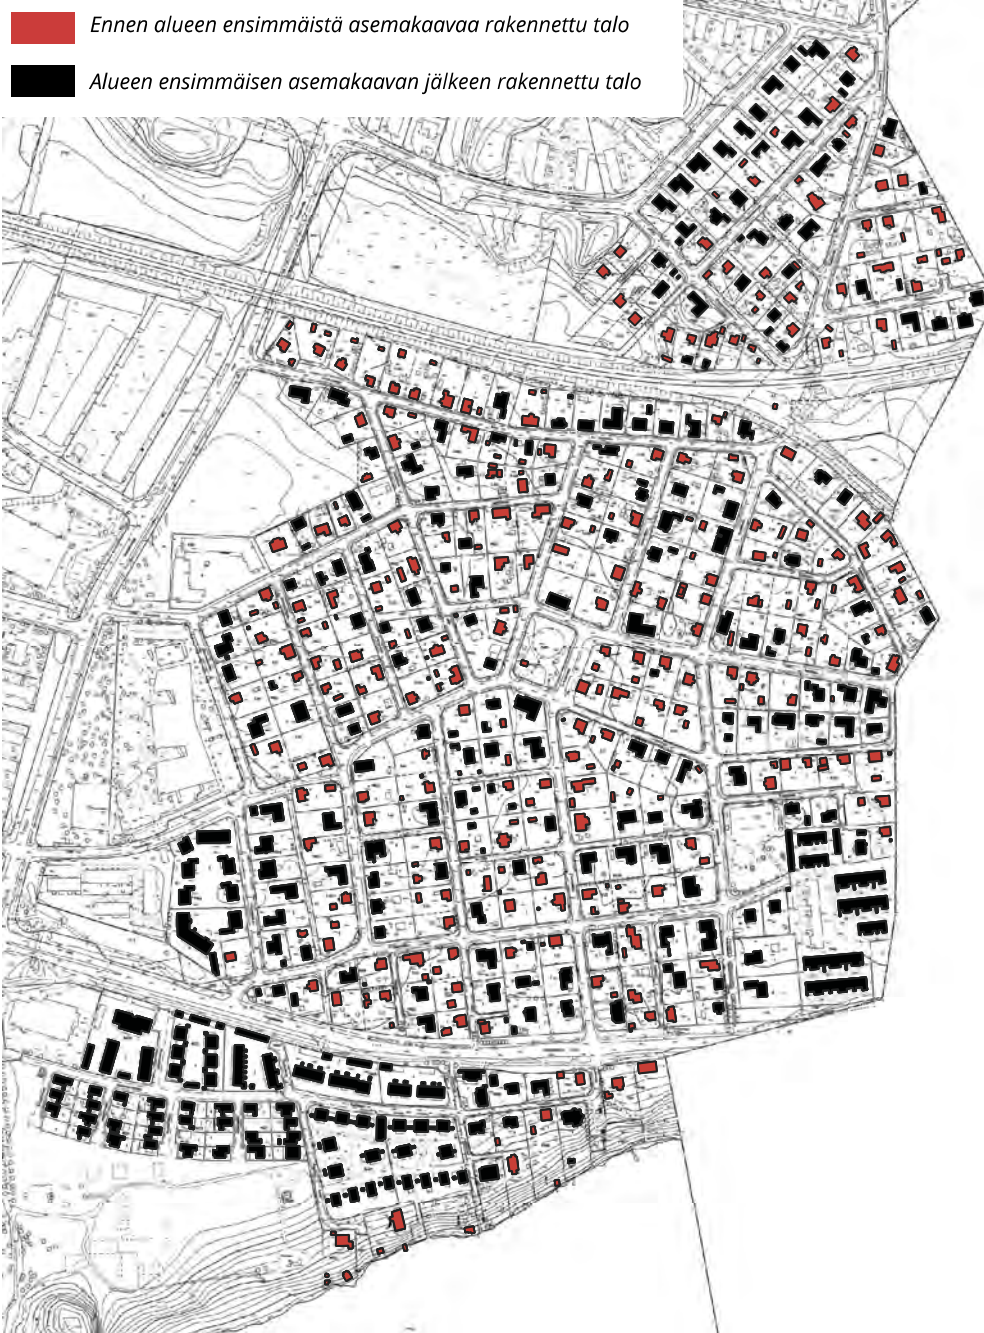 Ennen alueen ensimmäistä asemakaavaa rakennettu talo
Alueen ensimmäisen asemakaavan jälkeen rakennettu talo